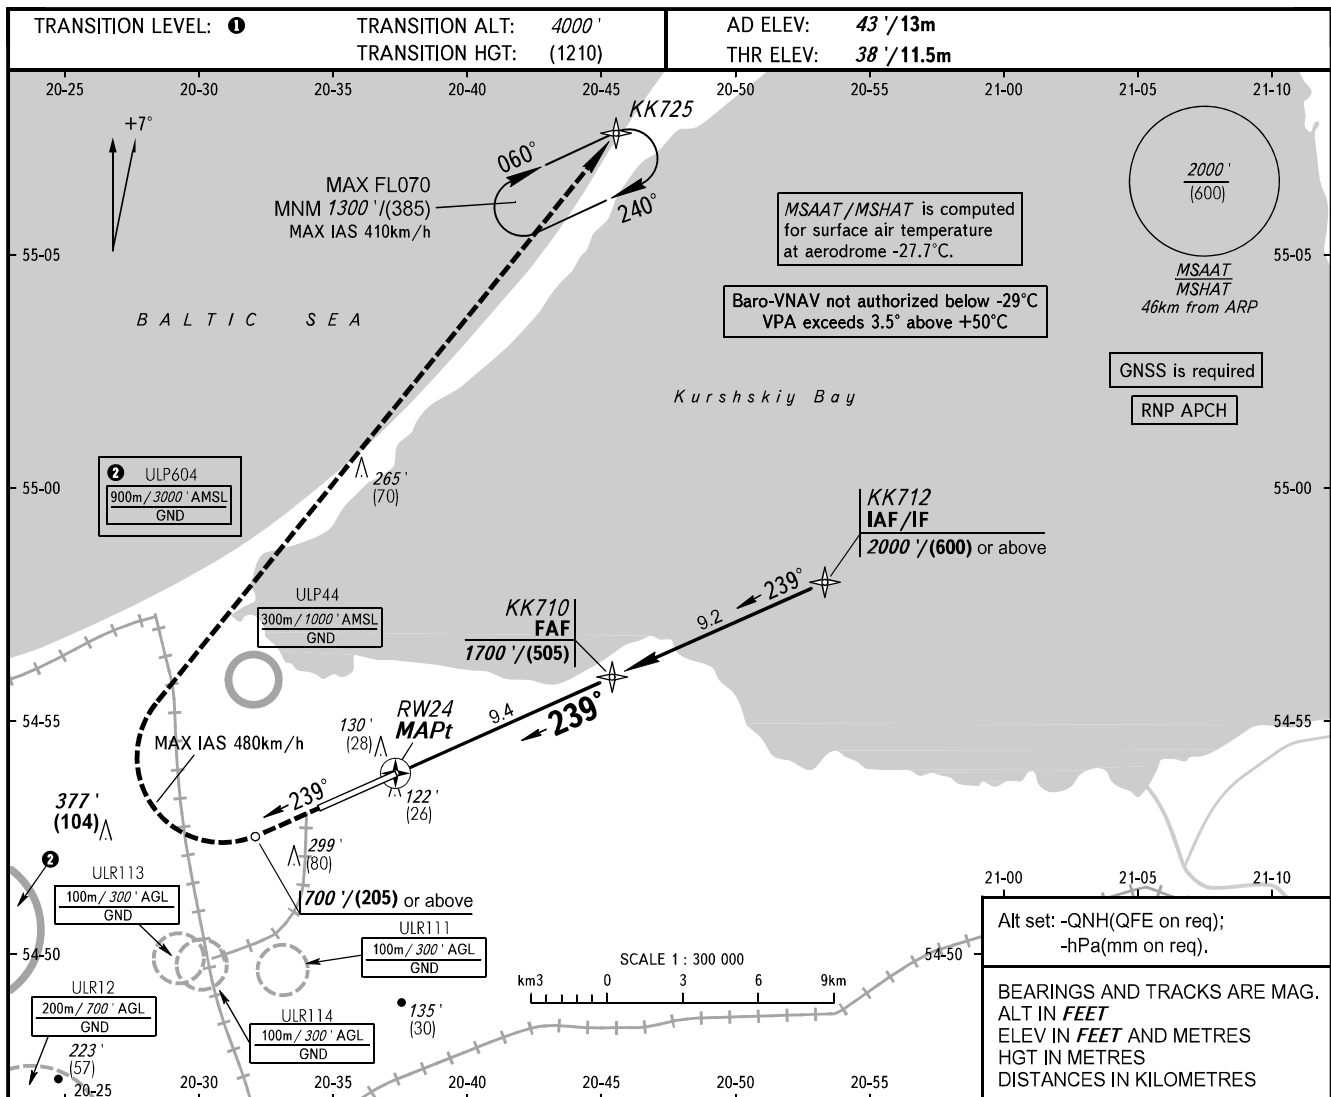 TRANSITION LEVEL: ❶
TRANSITION ALT: 4000 '
TRANSITION HGT: (1210)
AD ELEV: 43 '/13m
THR ELEV: 38 '/11.5m
20-25 20-30 20-35 20-40 20-45 20-50 20-55 21-00 21-05 21-10
+7°
KK725
060°
240°
MAX FL070
MNM 1300 '/(385)
MAX IAS 410km/h
MSAAT/MSHAT is computed
for surface air temperature
at aerodrome -27.7°C.
2000 '
(600)
MSAAT
MSHAT
46km from ARP
55-05
55-05
Baro-VNAV not authorized below -29°C
VPA exceeds 3.5° above +50°C
BALTIC SEA
GNSS is required
Kurshskiy Bay
RNP APCH
❷ ULP604
900m/3000 ' AMSL
GND
265 '
(70)
55-00
55-00
KK712
IAF/IF
2000 '/(600) or above
239°
9.2
ULP44
300m/1000 ' AMSL
GND
KK710
FAF
1700 '/(505)
54-55
54-55
9.4
239°
RW24
MAPt
130 '
(28)
MAX IAS 480km/h
239°
122 '
(26)
377 '
(104)
299 '
(80)
❷
ULR113
100m/300 ' AGL
GND
700 '/(205) or above
21-00 21-05 21-10
ULR111
100m/300 ' AGL
GND
54-50
54-50
SCALE 1 : 300 000
km3 0 3 6 9km
ULR12
200m/700 ' AGL
GND
223 '
(57)
ULR114
100m/300 ' AGL
GND
135 '
(30)
20-25 20-30 20-35 20-40 20-45 20-50 20-55
Alt set: -QNH(QFE on req);
-hPa(mm on req).
BEARINGS AND TRACKS ARE MAG.
ALT IN FEET
ELEV IN FEET AND METRES
HGT IN METRES
DISTANCES IN KILOMETRES